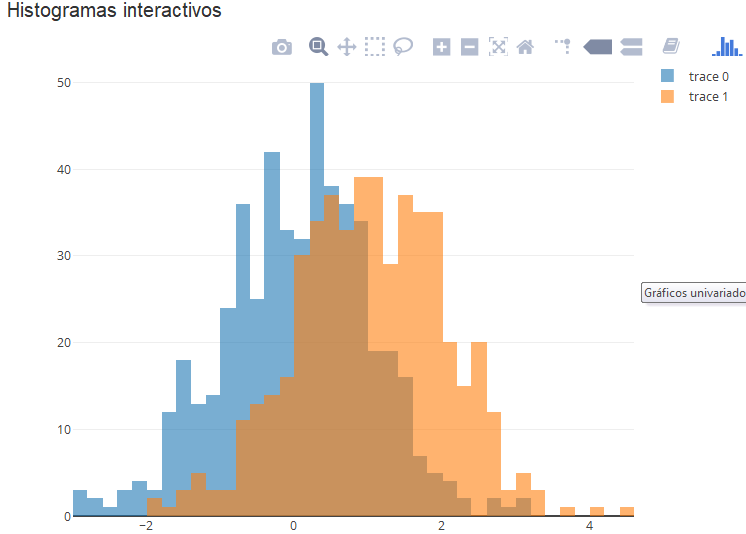 Histogramas interactivos
trace 0
trace 1
50
40
30
20
10
0
−2
0
2
4
Gráficos univariado